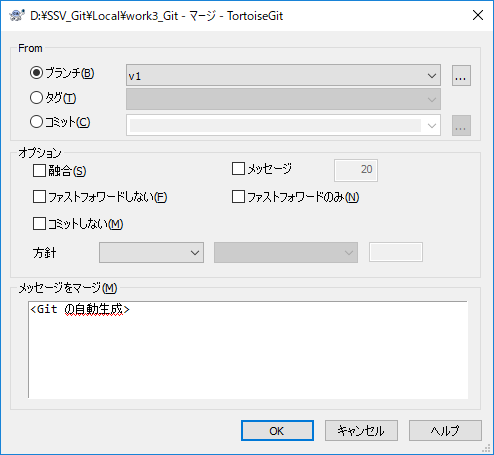 D:¥SSV_Git¥Local¥work3_Git - マージ - TortoiseGit
From
ブランチ(B)
v1
...
タグ(T)
コミット(C)
...
オプション
融合(S)
メッセージ
20
ファストフォワードしない(F)
ファストフォワードのみ(N)
コミットしない(M)
方針
メッセージをマージ(M)
<Git の自動生成>
OK
キャンセル
ヘルプ